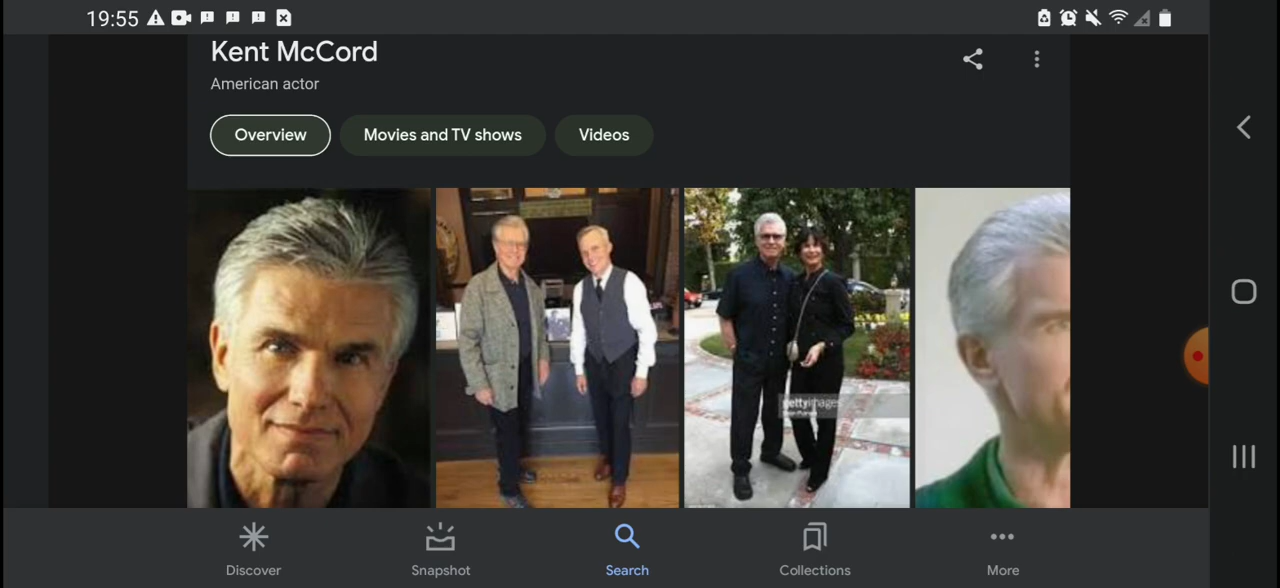 19:55
Kent McCord
American actor
Overview
Movies and TV shows
Videos
gettyimages
Discover
Snapshot
Search
Collections
More